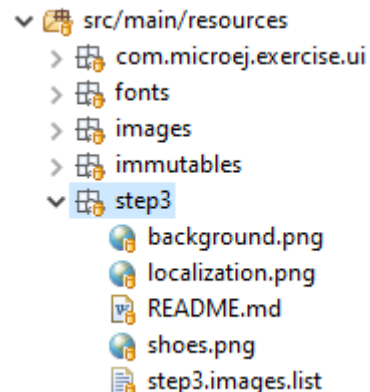 src/main/resources
com.microej.exercise.ui
fonts
images
immutables
step3
background.png
localization.png
README.md
shoes.png
step3.images.list